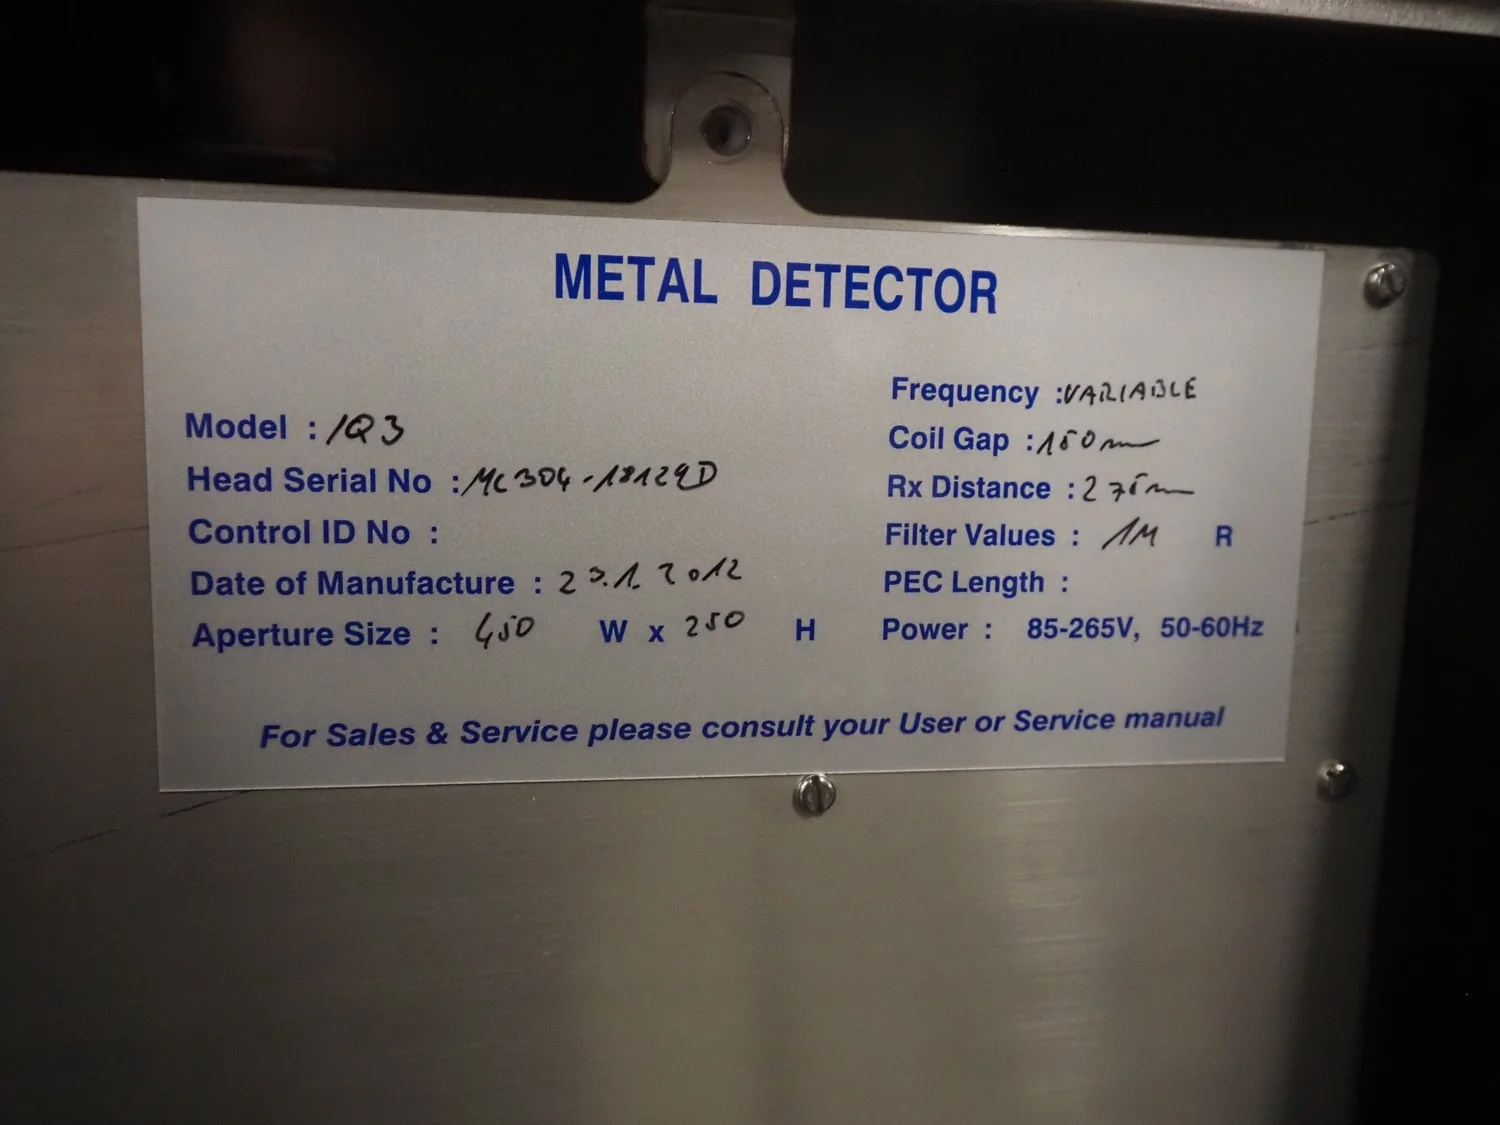 METAL DETECTOR
Model : IQ3
Head Serial No : MC304-18129D
Control ID No :
Date of Manufacture : 23.1.2012
Aperture Size : 450 W x 250 H
Frequency : VARIABLE
Coil Gap : 150mm
Rx Distance : 275mm
Filter Values : 1M R
PEC Length :
Power : 85-265V, 50-60Hz
For Sales & Service please consult your User or Service manual